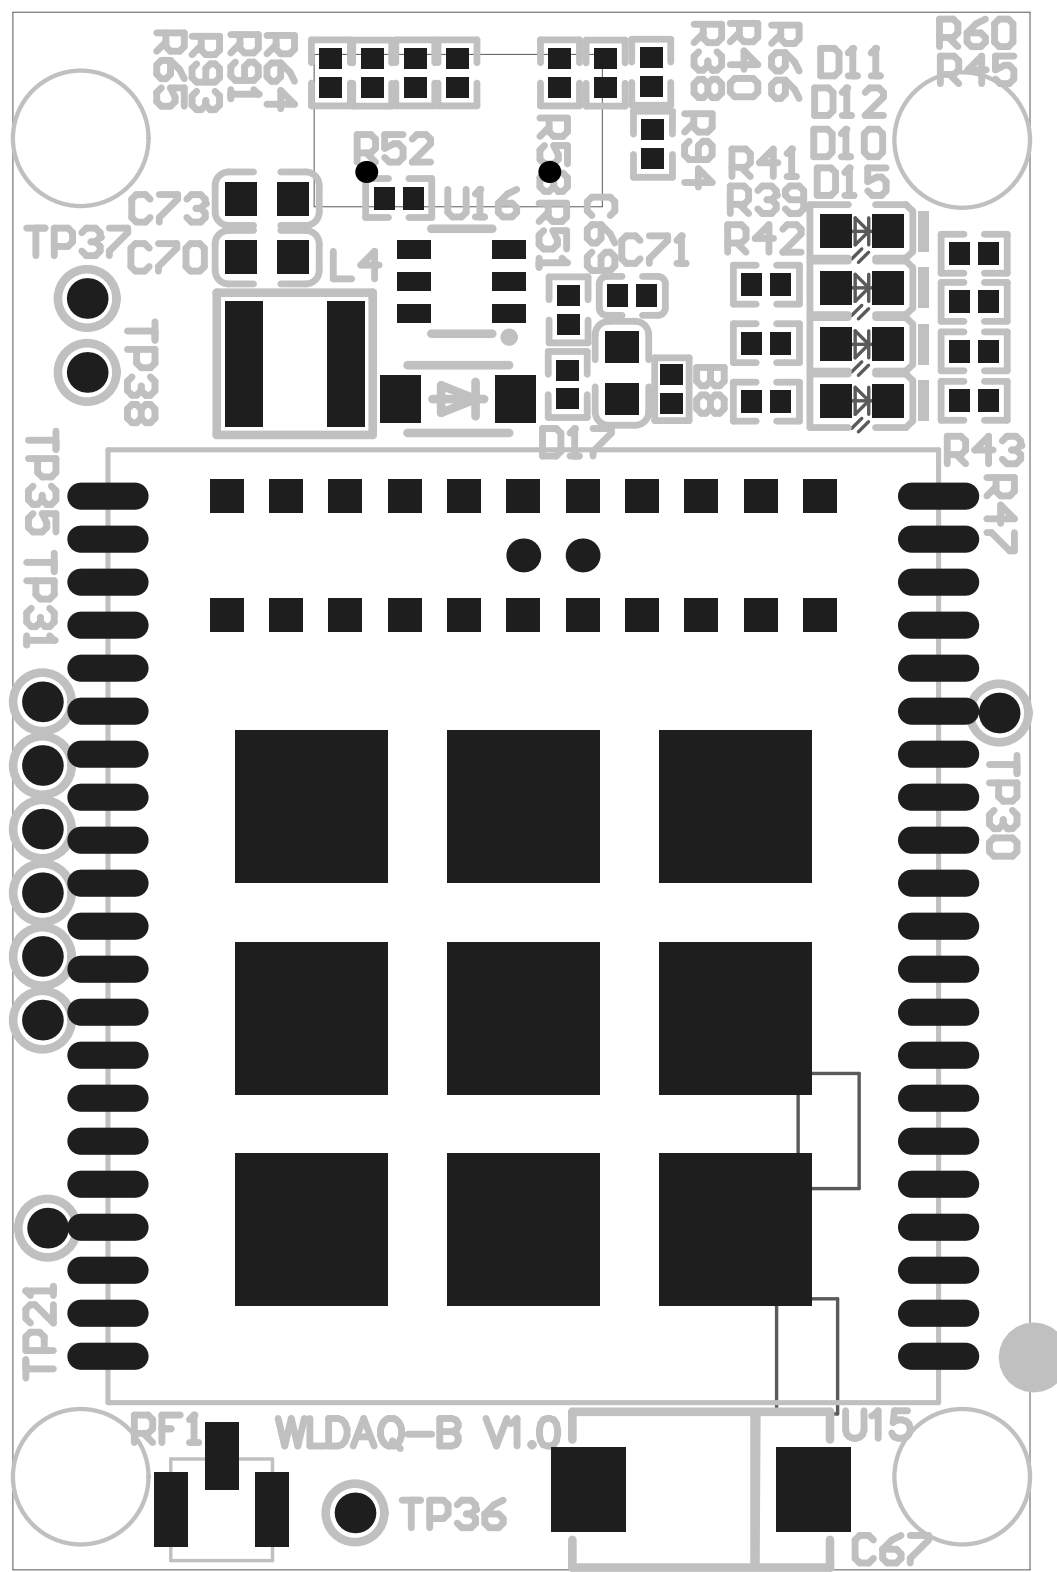 R65
R93
R91
R64
R38
R40
R66
D11
R60
R45
D12
D10
D15
R94
R52
R53
R51
C69
R41
R39
R42
C73
C70
U16
L4
C71
TP37
TP38
B8
D17
R43
R47
TP35
TP31
TP30
TP21
RF1
WLDAQ-B V1.0
U15
TP36
C67